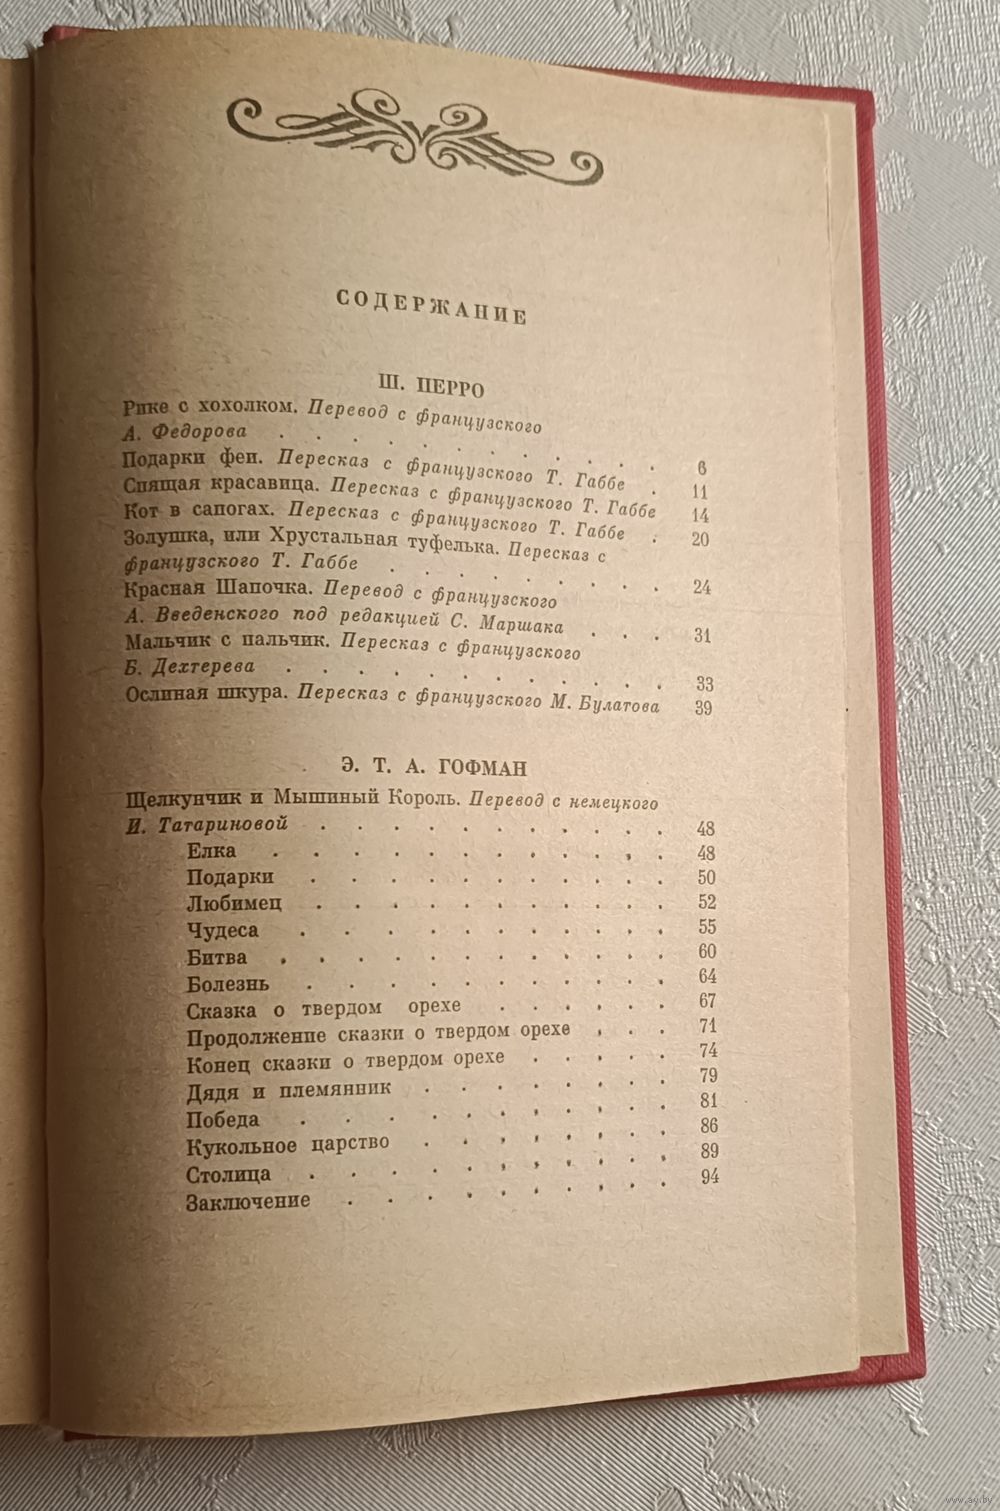 СОДЕРЖАНИЕ
Ш. ПЕРРО
Рике с хохолком. Перевод с французского
А. Федорова . . . . . . . . . . . 6
Подарки феи. Пересказ с французского Т. Габбе . 11
Спящая красавица. Пересказ с французского Т. Габбе 14
Кот в сапогах. Пересказ с французского Т. Габбе . 20
Золушка, или Хрустальная туфелька. Пересказ с
французского Т. Габбе . . . . . . . . 24
Красная Шапочка. Перевод с французского
А. Введенского под редакцией С. Маршака . . . 31
Мальчик с пальчик. Пересказ с французского
Б. Дехтерева . . . . . . . . . . . 33
Ослиная шкура. Пересказ с французского М. Булатова 39
Э. Т. А. ГОФМАН
Щелкунчик и Мышиный Король. Перевод с немецкого
И. Татариновой . . . . . . . . . . 48
Елка . . . . . . . . . . . 48
Подарки . . . . . . . . . . 50
Любимец . . . . . . . . . . 52
Чудеса . . . . . . . . . . 55
Битва . . . . . . . . . . . 60
Болезнь . . . . . . . . . . 64
Сказка о твердом орехе . . . . . . 67
Продолжение сказки о твердом орехе . . . 71
Конец сказки о твердом орехе . . . . . 74
Дядя и племянник . . . . . . . 79
Победа . . . . . . . . . . 81
Кукольное царство . . . . . . . 86
Столица . . . . . . . . . . 89
Заключение . . . . . . . . . 94
www.ay.by